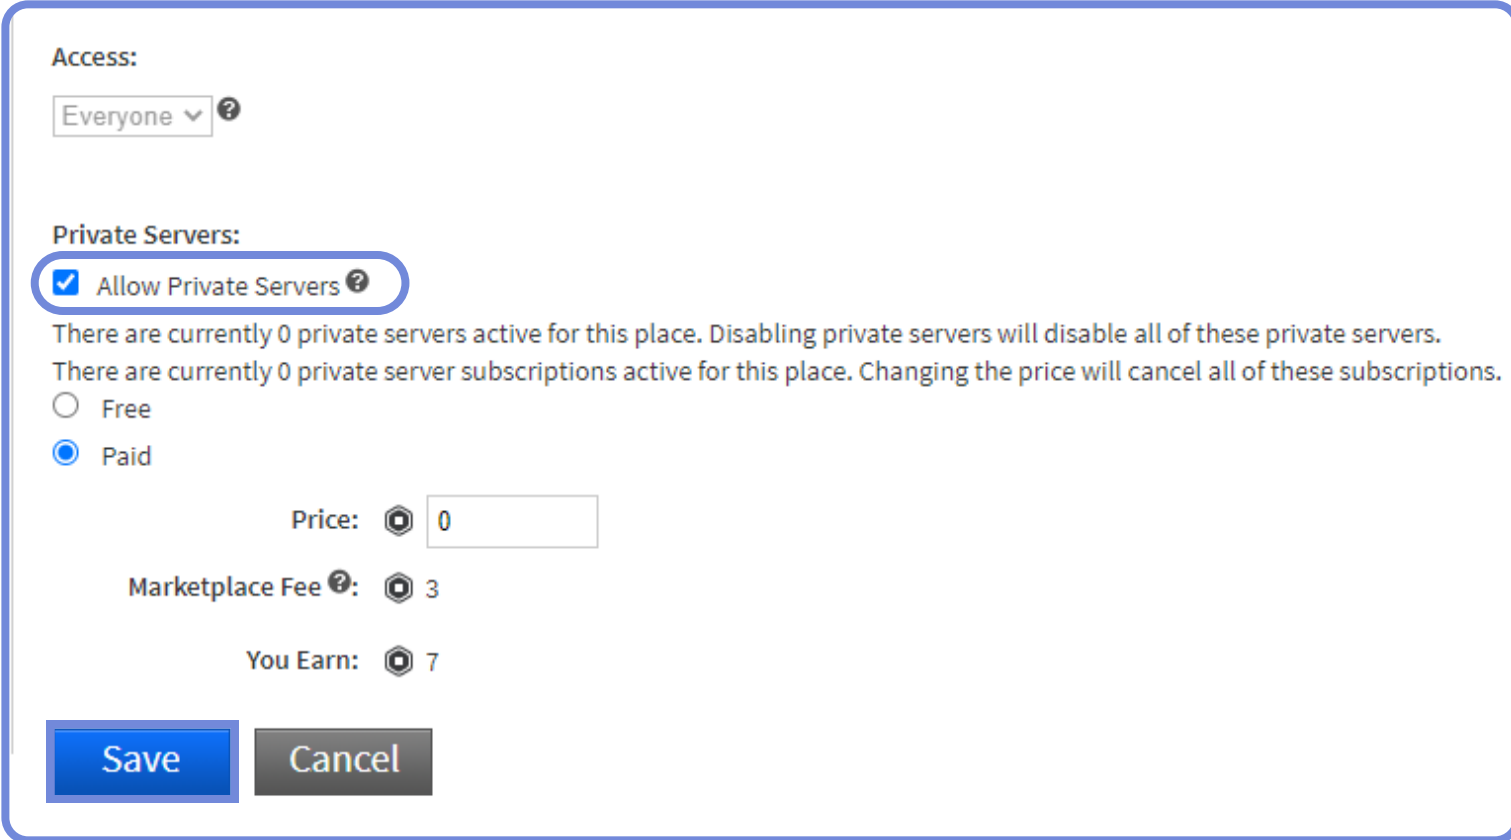 Access:
Everyone
Private Servers:
Allow Private Servers ?
There are currently 0 private servers active for this place. Disabling private servers will disable all of these private servers.
There are currently 0 private server subscriptions active for this place. Changing the price will cancel all of these subscriptions.
Free
Paid
Price: 0
Marketplace Fee ?: 3
You Earn: 7
Save Cancel